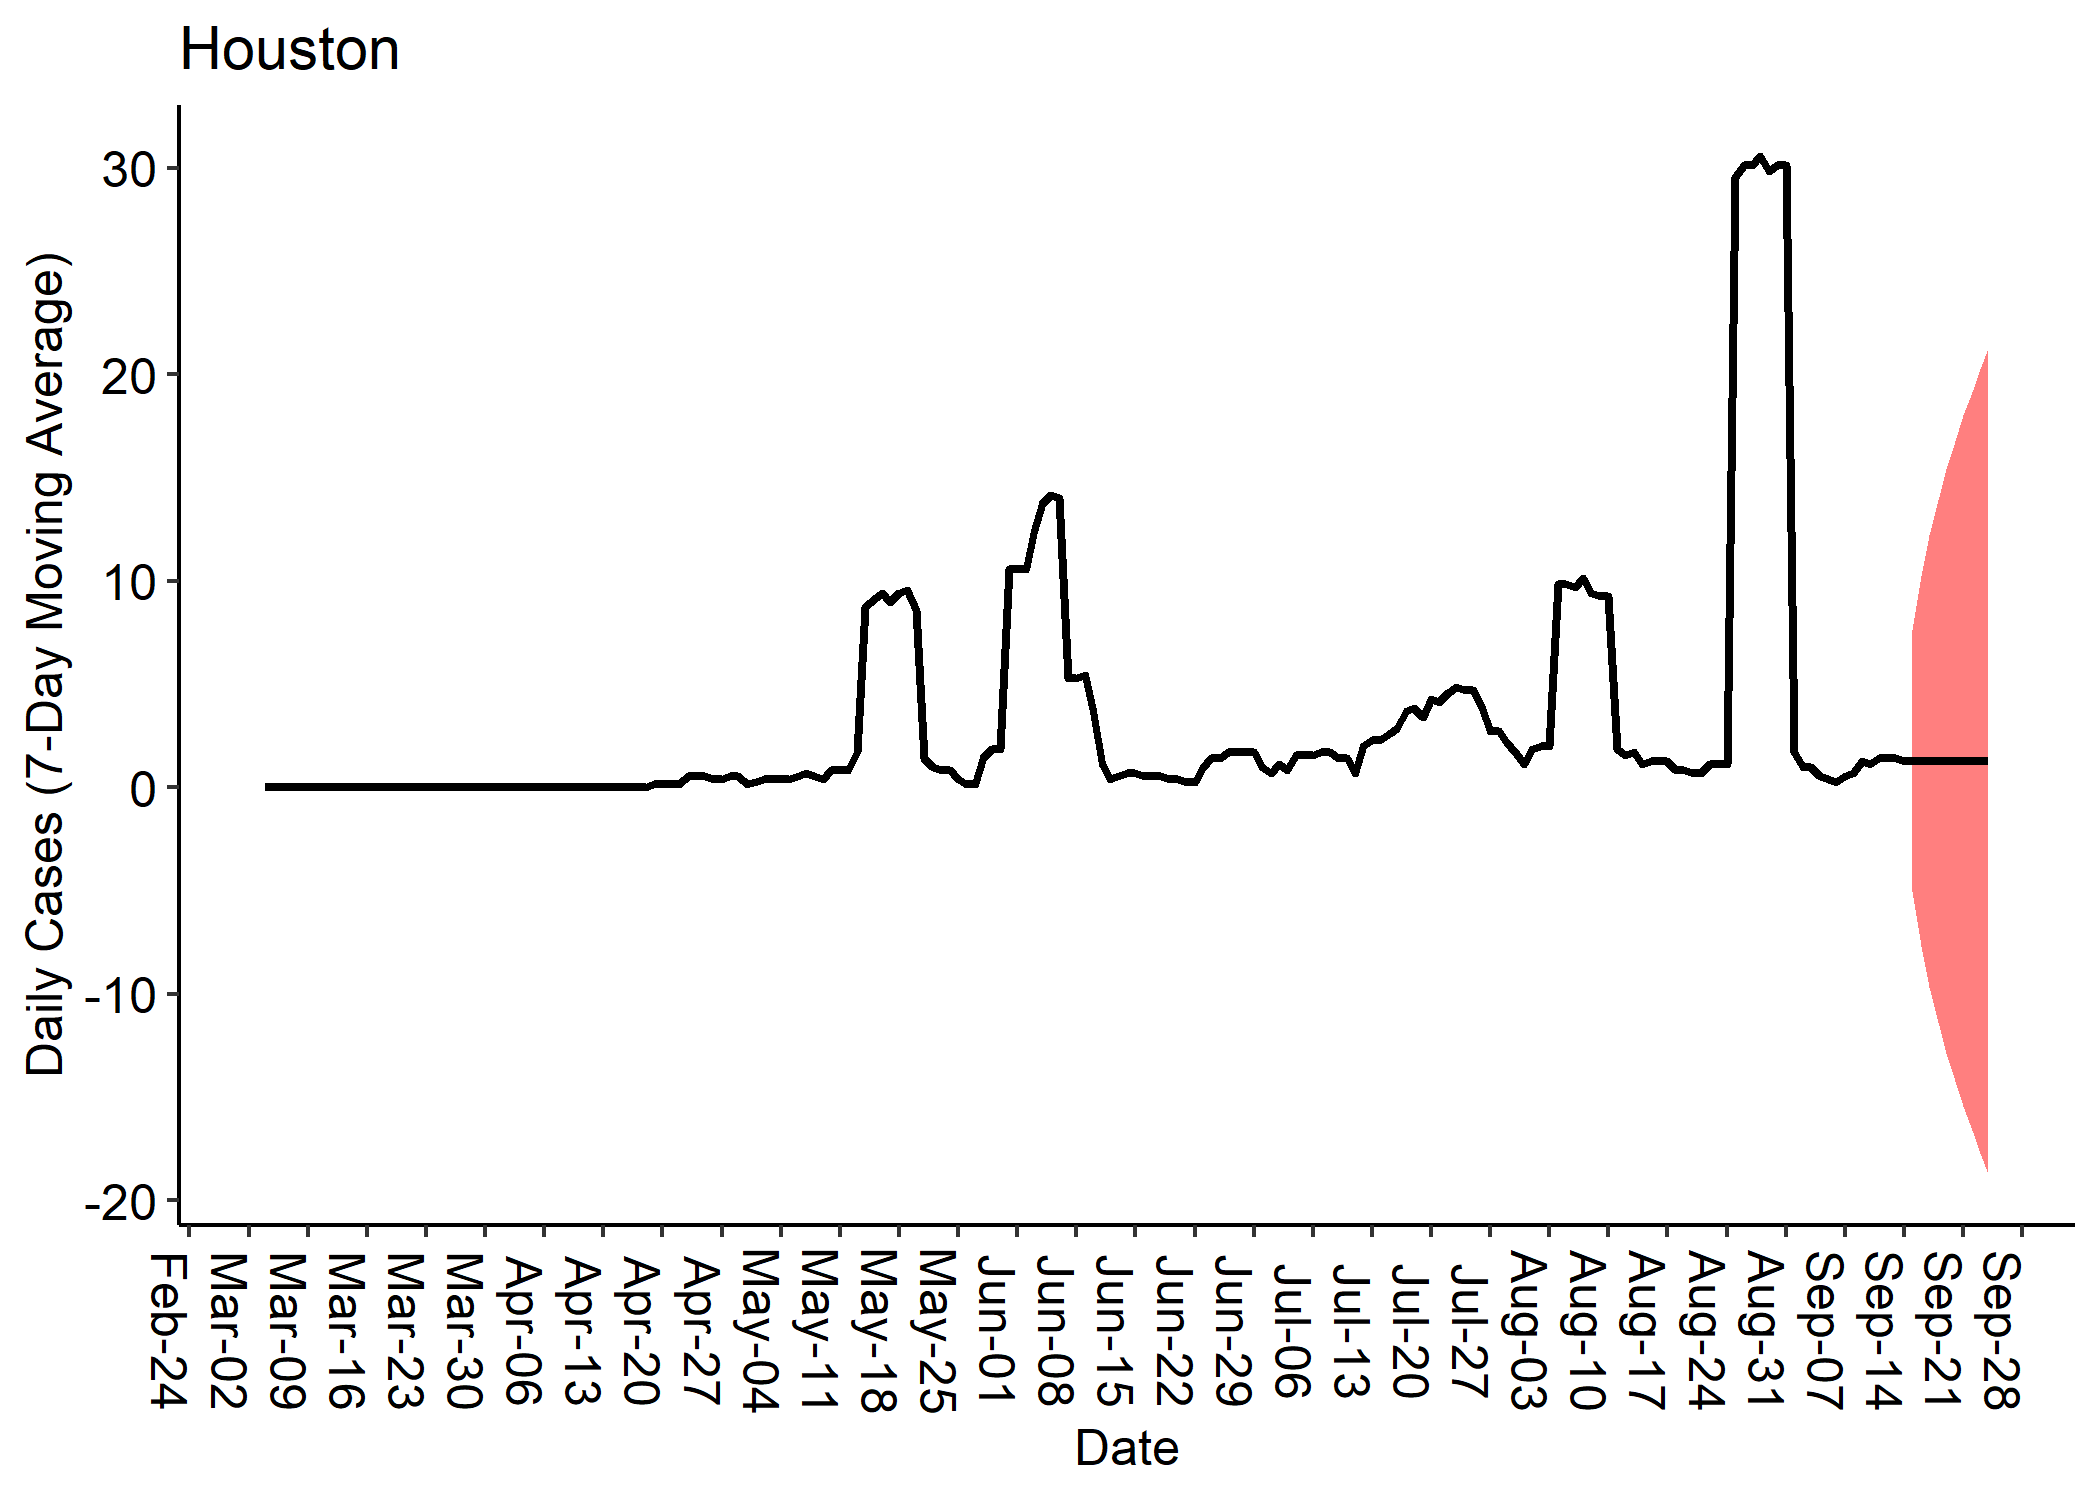 Houston
Daily Cases (7-Day Moving Average)
30
20
10
0
-10
-20
Feb-24
Mar-02
Mar-09
Mar-16
Mar-23
Mar-30
Apr-06
Apr-13
Apr-20
Apr-27
May-04
May-11
May-18
May-25
Jun-01
Jun-08
Jun-15
Jun-22
Jun-29
Jul-06
Jul-13
Jul-20
Jul-27
Aug-03
Aug-10
Aug-17
Aug-24
Aug-31
Sep-07
Sep-14
Sep-21
Sep-28
Date